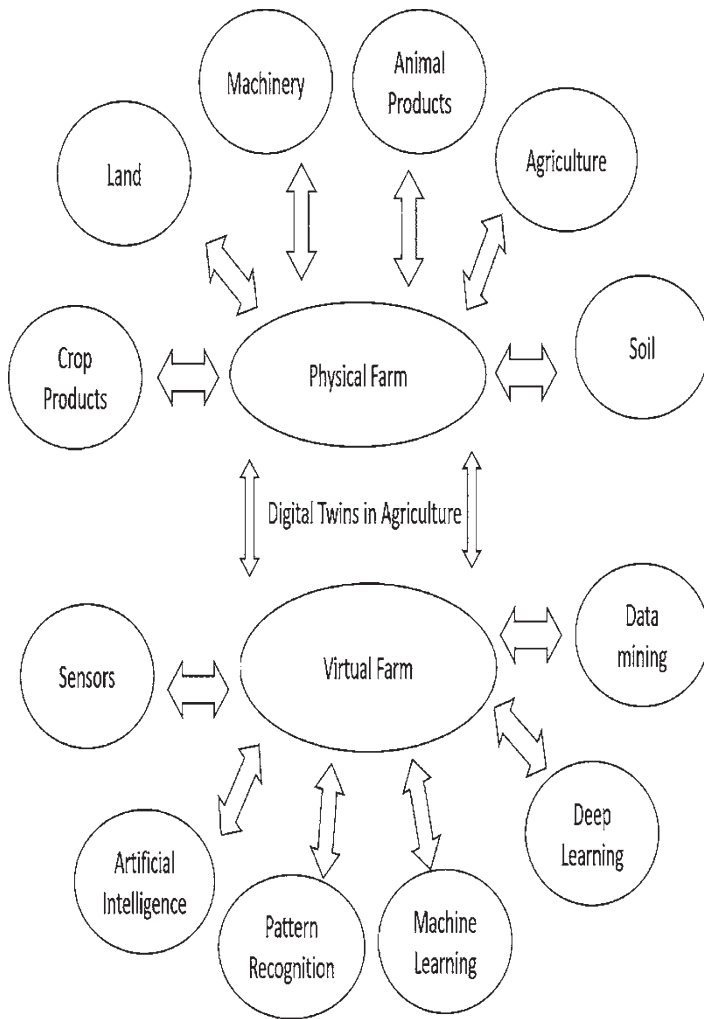 Machinery
Animal
Products
Land
Agriculture
Crop
Products
Physical Farm
Soil
Digital Twins in Agriculture
Sensors
Virtual Farm
Data
mining
Artificial
Intelligence
Pattern
Recognition
Machine
Learning
Deep
Learning